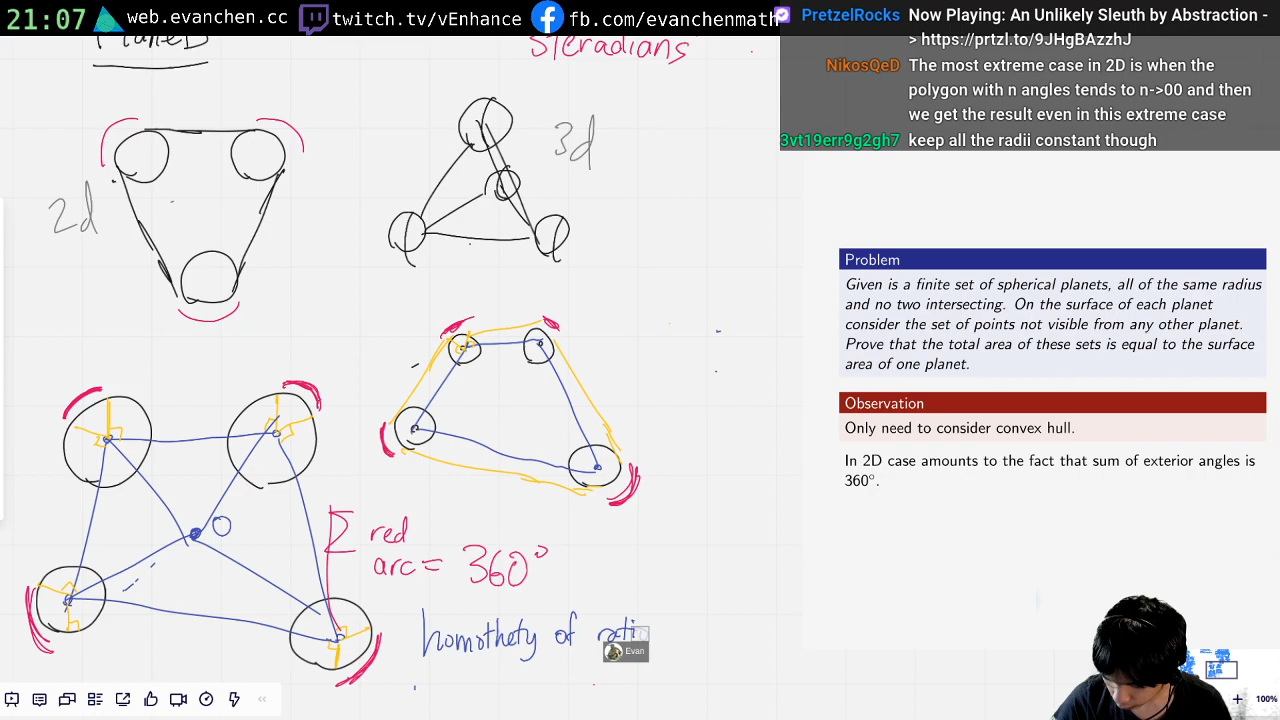 21:07 web.evanchen.cc twitch.tv/vEnhance fb.com/evanchenmath
PretzelRocks Now Playing: An Unlikely Sleuth by Abstraction -
> https://prtzl.to/9JHgBAzzhJ
NikosQeD The most extreme case in 2D is when the
polygon with n angles tends to n->00 and then
we get the result even in this extreme case
3vt19err9g2gh7 keep all the radii constant though
Steradians
2d
3d
Problem
Given is a finite set of spherical planets, all of the same radius
and no two intersecting. On the surface of each planet
consider the set of points not visible from any other planet.
Prove that the total area of these sets is equal to the surface
area of one planet.
Observation
Only need to consider convex hull.
In 2D case amounts to the fact that sum of exterior angles is
360°.
O
∑ red
arc = 360°
homothety of ratio
Evan
100%